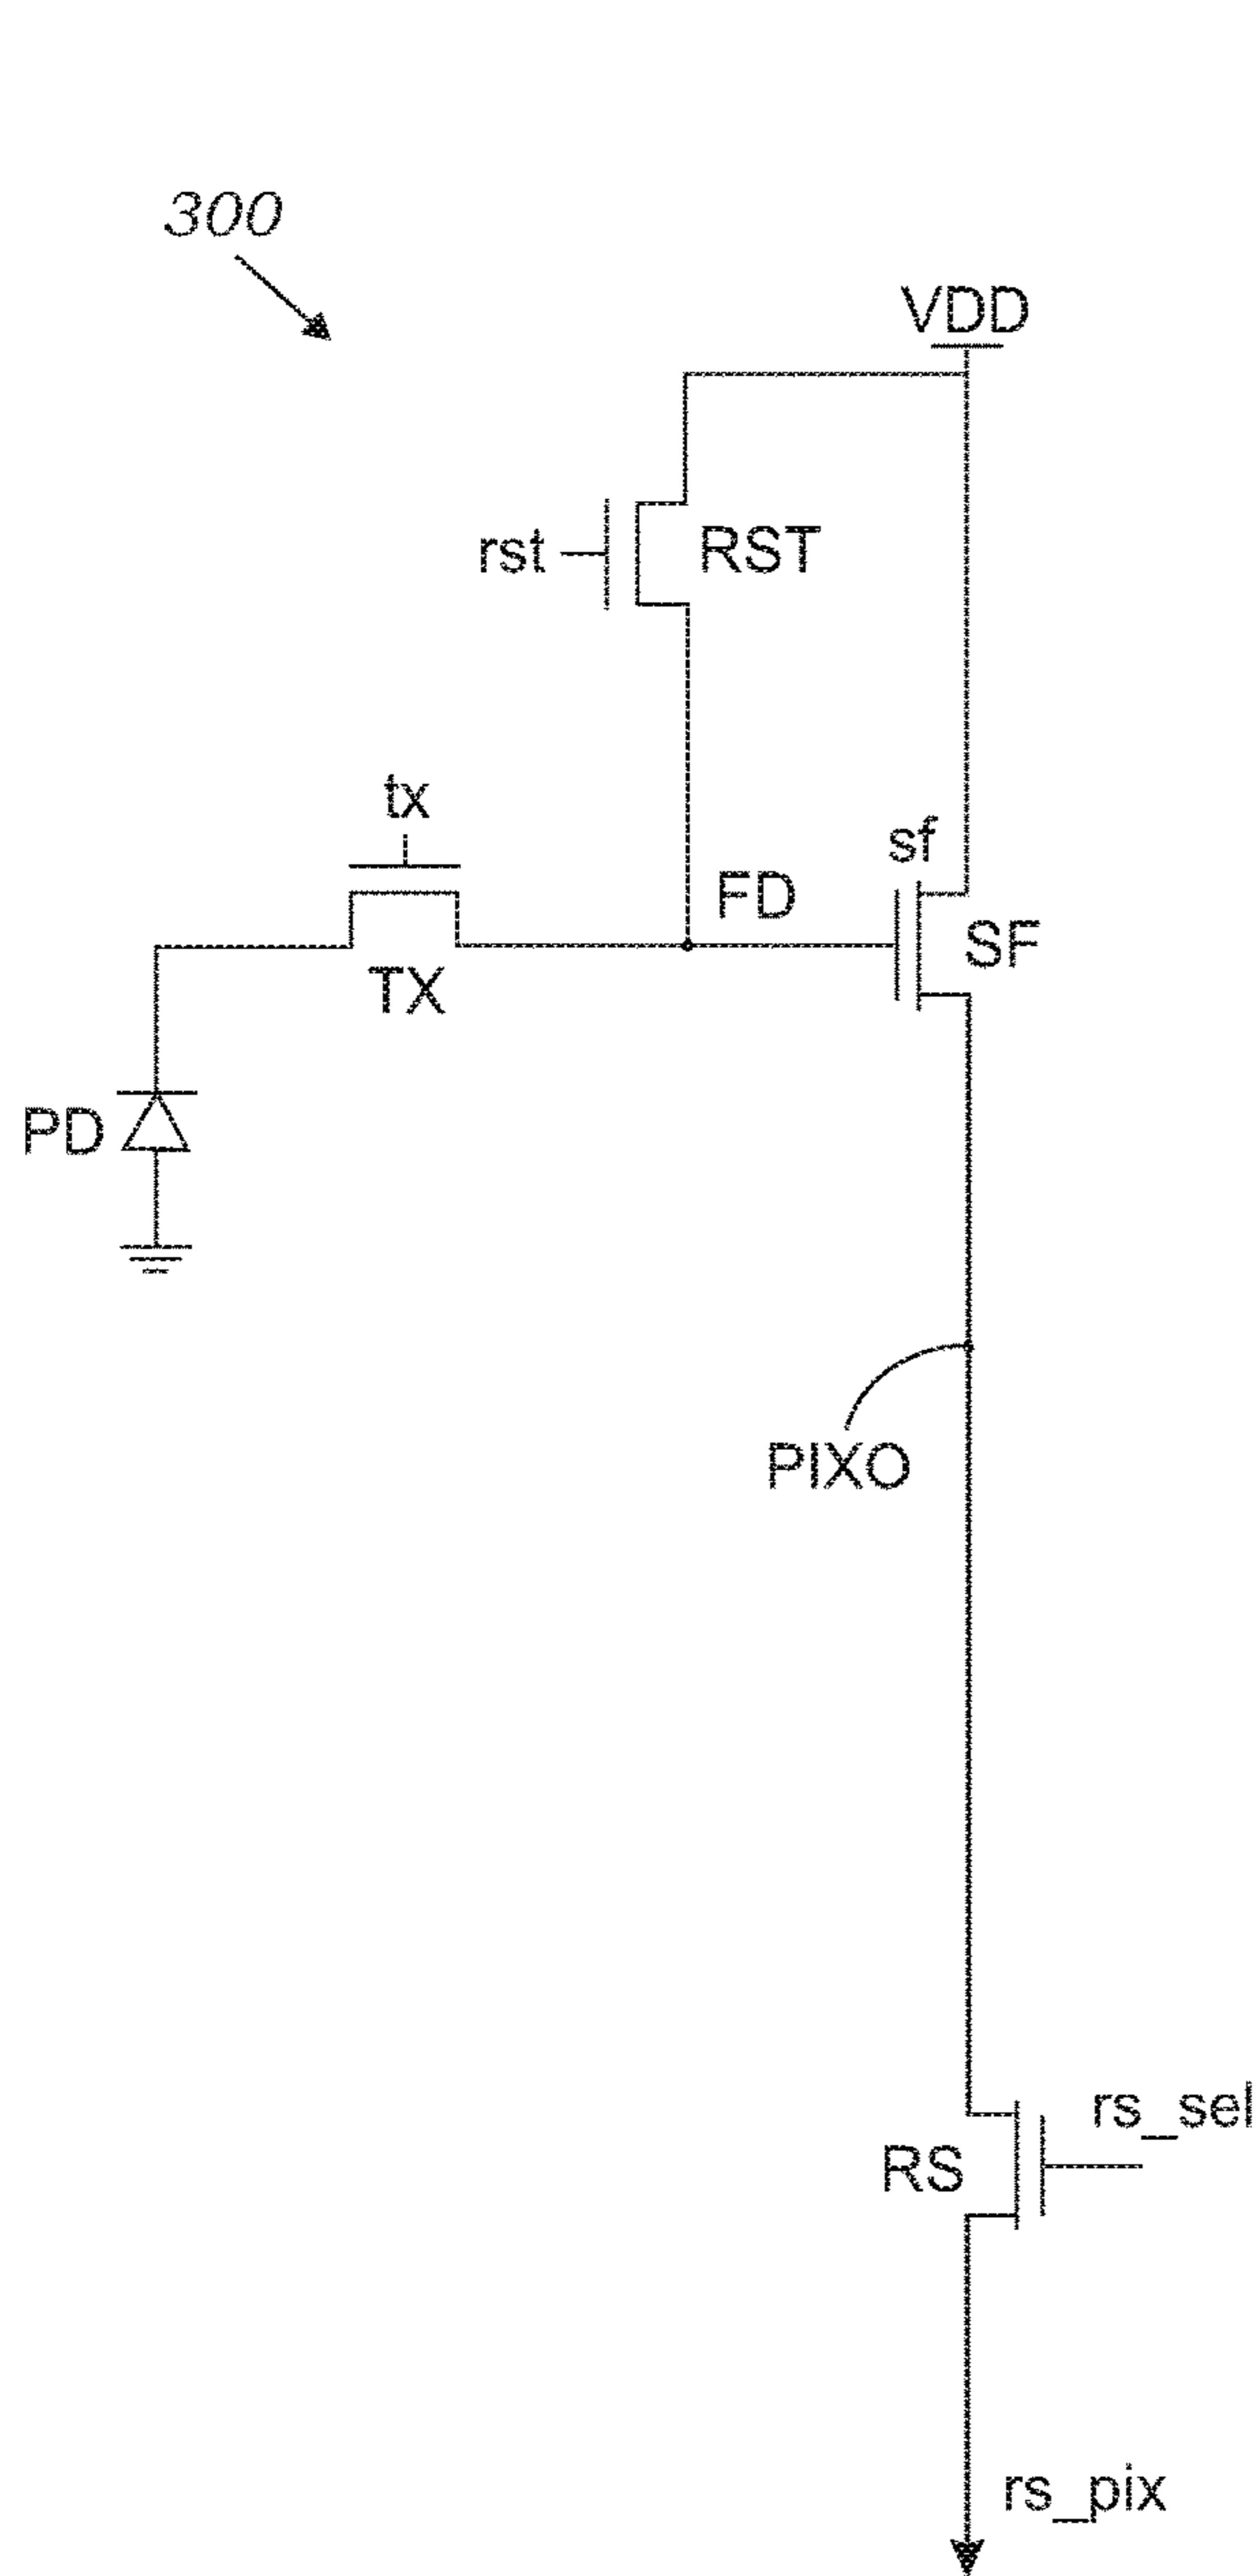 300
VDD
rst
RST
tx
sf
FD
SF
TX
PD
PIXO
rs_sel
RS
rs_pix